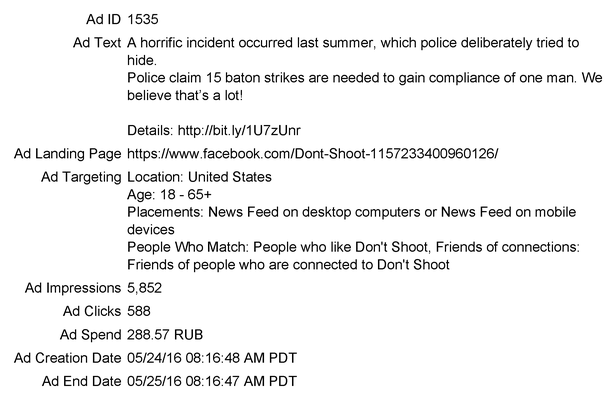 Ad ID 1535
Ad Text A horrific incident occurred last summer, which police deliberately tried to
hide.
Police claim 15 baton strikes are needed to gain compliance of one man. We
believe that's a lot!
Details: http://bit.ly/1U7zUnr
Ad Landing Page https://www.facebook.com/Dont-Shoot-1157233400960126/
Ad Targeting Location: United States
Age: 18 - 65+
Placements: News Feed on desktop computers or News Feed on mobile
devices
People Who Match: People who like Don't Shoot, Friends of connections:
Friends of people who are connected to Don't Shoot
Ad Impressions 5,852
Ad Clicks 588
Ad Spend 288.57 RUB
Ad Creation Date 05/24/16 08:16:48 AM PDT
Ad End Date 05/25/16 08:16:47 AM PDT